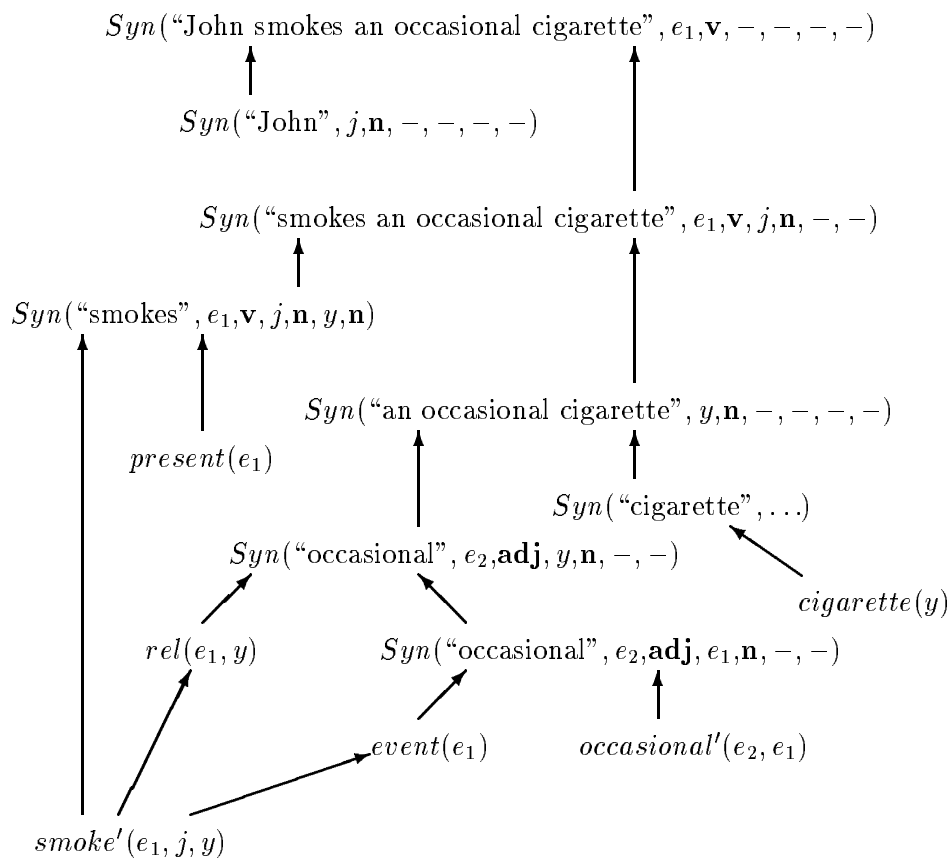 Syn(“John smokes an occasional cigarette”, e₁,v, −, −, −, −)
Syn(“John”, j,n, −, −, −, −)
Syn(“smokes an occasional cigarette”, e₁,v, j,n, −, −)
Syn(“smokes”, e₁,v, j,n, y,n)
Syn(“an occasional cigarette”, y,n, −, −, −, −)
present(e₁)
Syn(“cigarette”, ...)
Syn(“occasional”, e₂,adj, y,n, −, −)
cigarette(y)
rel(e₁, y) Syn(“occasional”, e₂,adj, e₁,n, −, −)
event(e₁) occasional′(e₂, e₁)
smoke′(e₁, j, y)